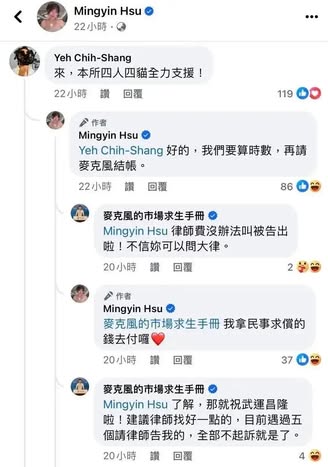 Mingyin Hsu
22小時 ·
Yeh Chih-Shang
來，本所四人四貓全力支援！
22小時 讚 回覆 119
作者
Mingyin Hsu
Yeh Chih-Shang 好的，我們要算時數，再請
麥克風結帳。
22小時 讚 回覆 86
麥克風的市場求生手冊
Mingyin Hsu 律師費沒辦法叫被告出
啦！不信妳可以問大律。
20小時 讚 回覆 2
作者
Mingyin Hsu
麥克風的市場求生手冊 我拿民事求償的
錢去付囉❤️
20小時 讚 回覆 37
麥克風的市場求生手冊
Mingyin Hsu 了解，那就祝武運昌隆
啦！建議律師找好一點的，目前遇過五
個請律師告我的，全部不起訴就是了。
20小時 讚 回覆 4